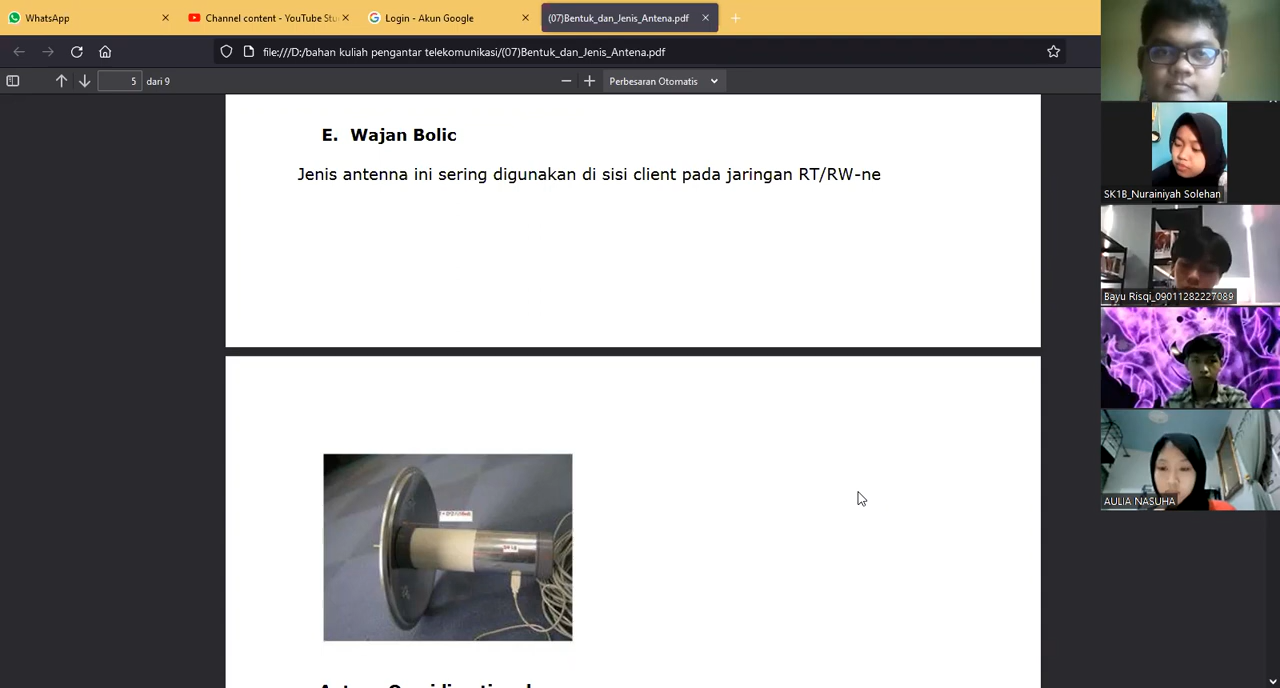 WhatsApp
Channel content - YouTube Stu
Login - Akun Google
(07)Bentuk_dan_Jenis_Antena.pdf
file:///D:/bahan kuliah pengantar telekomunikasi/(07)Bentuk_dan_Jenis_Antena.pdf
5 dari 9
Perbesaran Otomatis
E. Wajan Bolic
Jenis antenna ini sering digunakan di sisi client pada jaringan RT/RW-ne
SK1B_Nurainiyah Solehan
Bayu Risqi_09011282227089
AULIA NASUHA